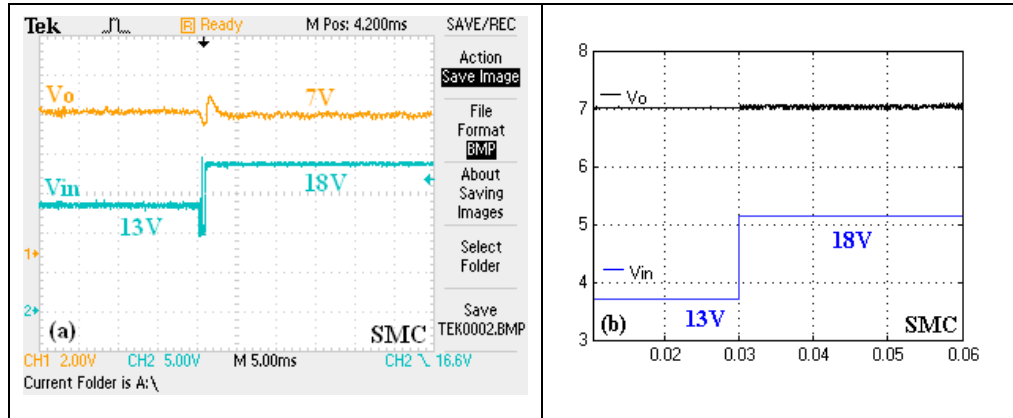 Tek
R Ready
M Pos: 4.200ms
SAVE/REC
Action
Save Image
File
Format
BMP
About
Saving
Images
Select
Folder
Save
TEK0002.BMP
Vo
7V
Vin
18V
13V
1
2
(a)
SMC
CH1 2.00V
CH2 5.00V
M 5.00ms
CH2 16.6V
Current Folder is A:\
8
7
6
5
4
3
Vo
18V
Vin
13V
(b)
SMC
0.02 0.03 0.04 0.05 0.06